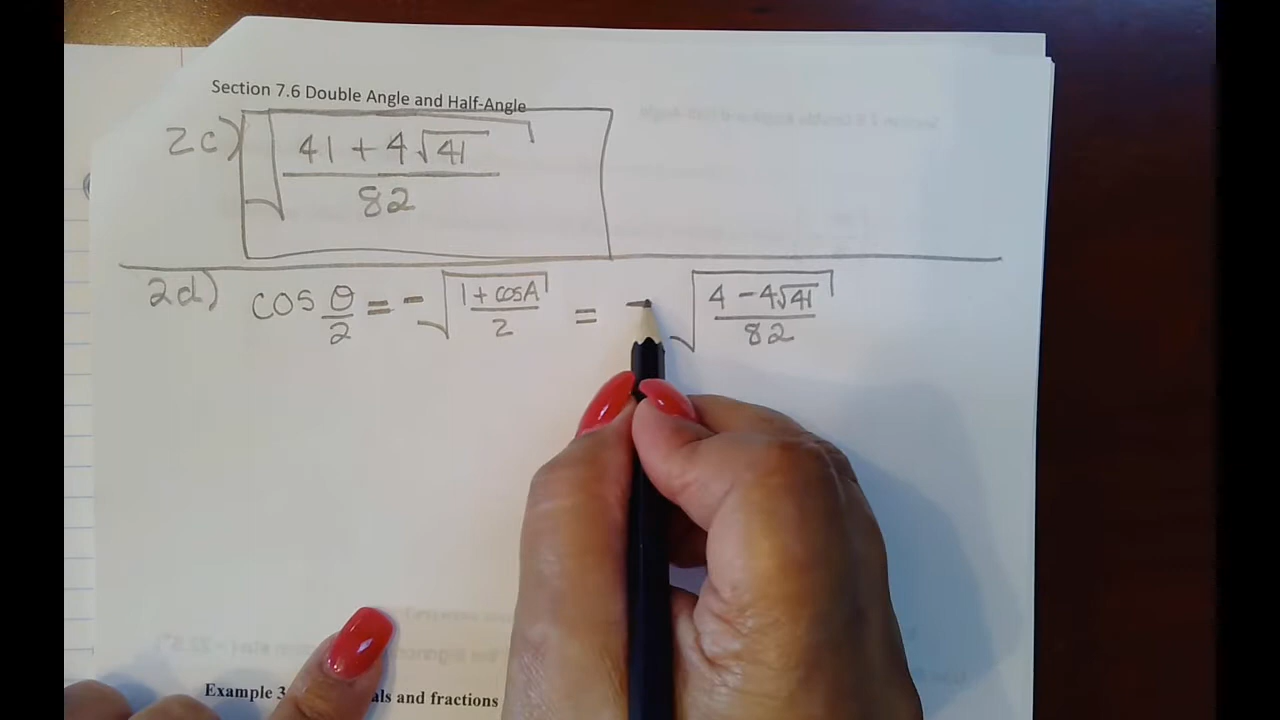 Section 7.6 Double Angle and Half-Angle
2c) √((41 + 4√41)/82)
2d) cos θ/2 = -√((1 + cosA)/2) = -√((4 - 4√41)/82)
Example 3 als and fractions